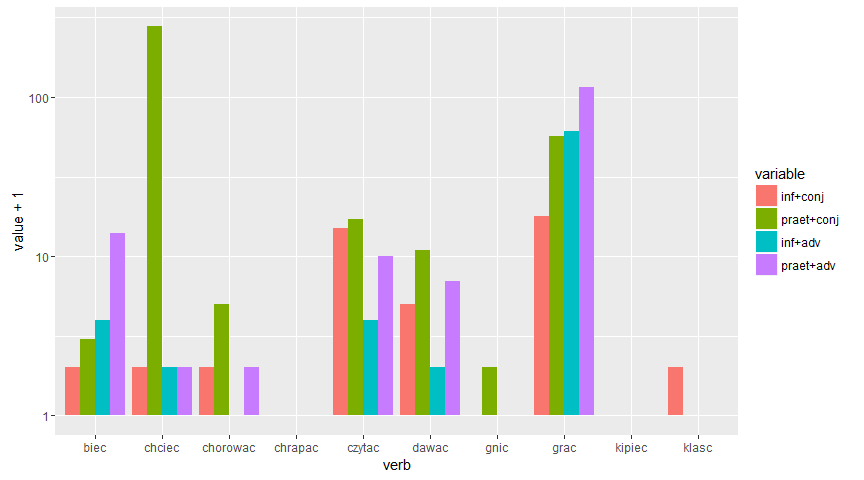 100
10
1
value + 1
biec chciec chorowac chrapac czytac dawac gnic grac kipiec klasc
verb
variable
inf+conj
praet+conj
inf+adv
praet+adv